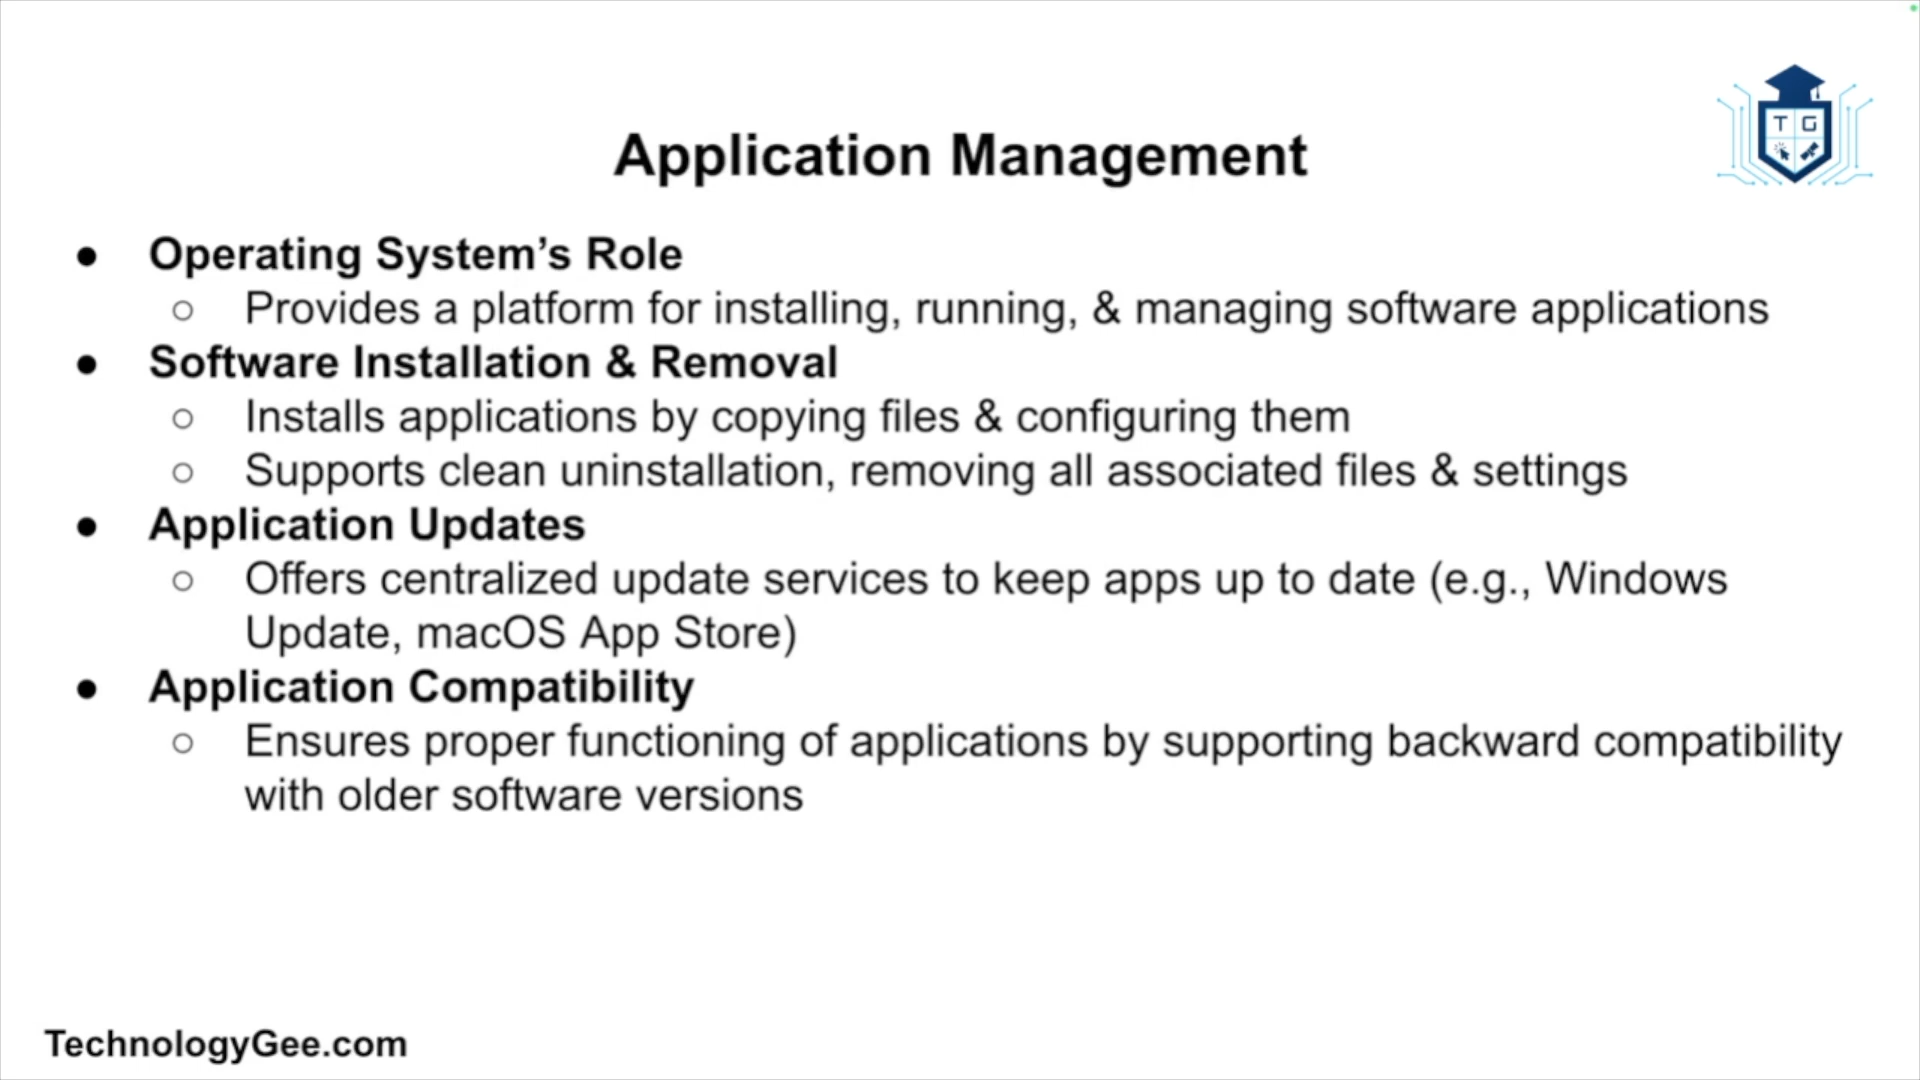 T G
Application Management
● Operating System’s Role
○ Provides a platform for installing, running, & managing software applications
● Software Installation & Removal
○ Installs applications by copying files & configuring them
○ Supports clean uninstallation, removing all associated files & settings
● Application Updates
○ Offers centralized update services to keep apps up to date (e.g., Windows
Update, macOS App Store)
● Application Compatibility
○ Ensures proper functioning of applications by supporting backward compatibility
with older software versions
TechnologyGee.com